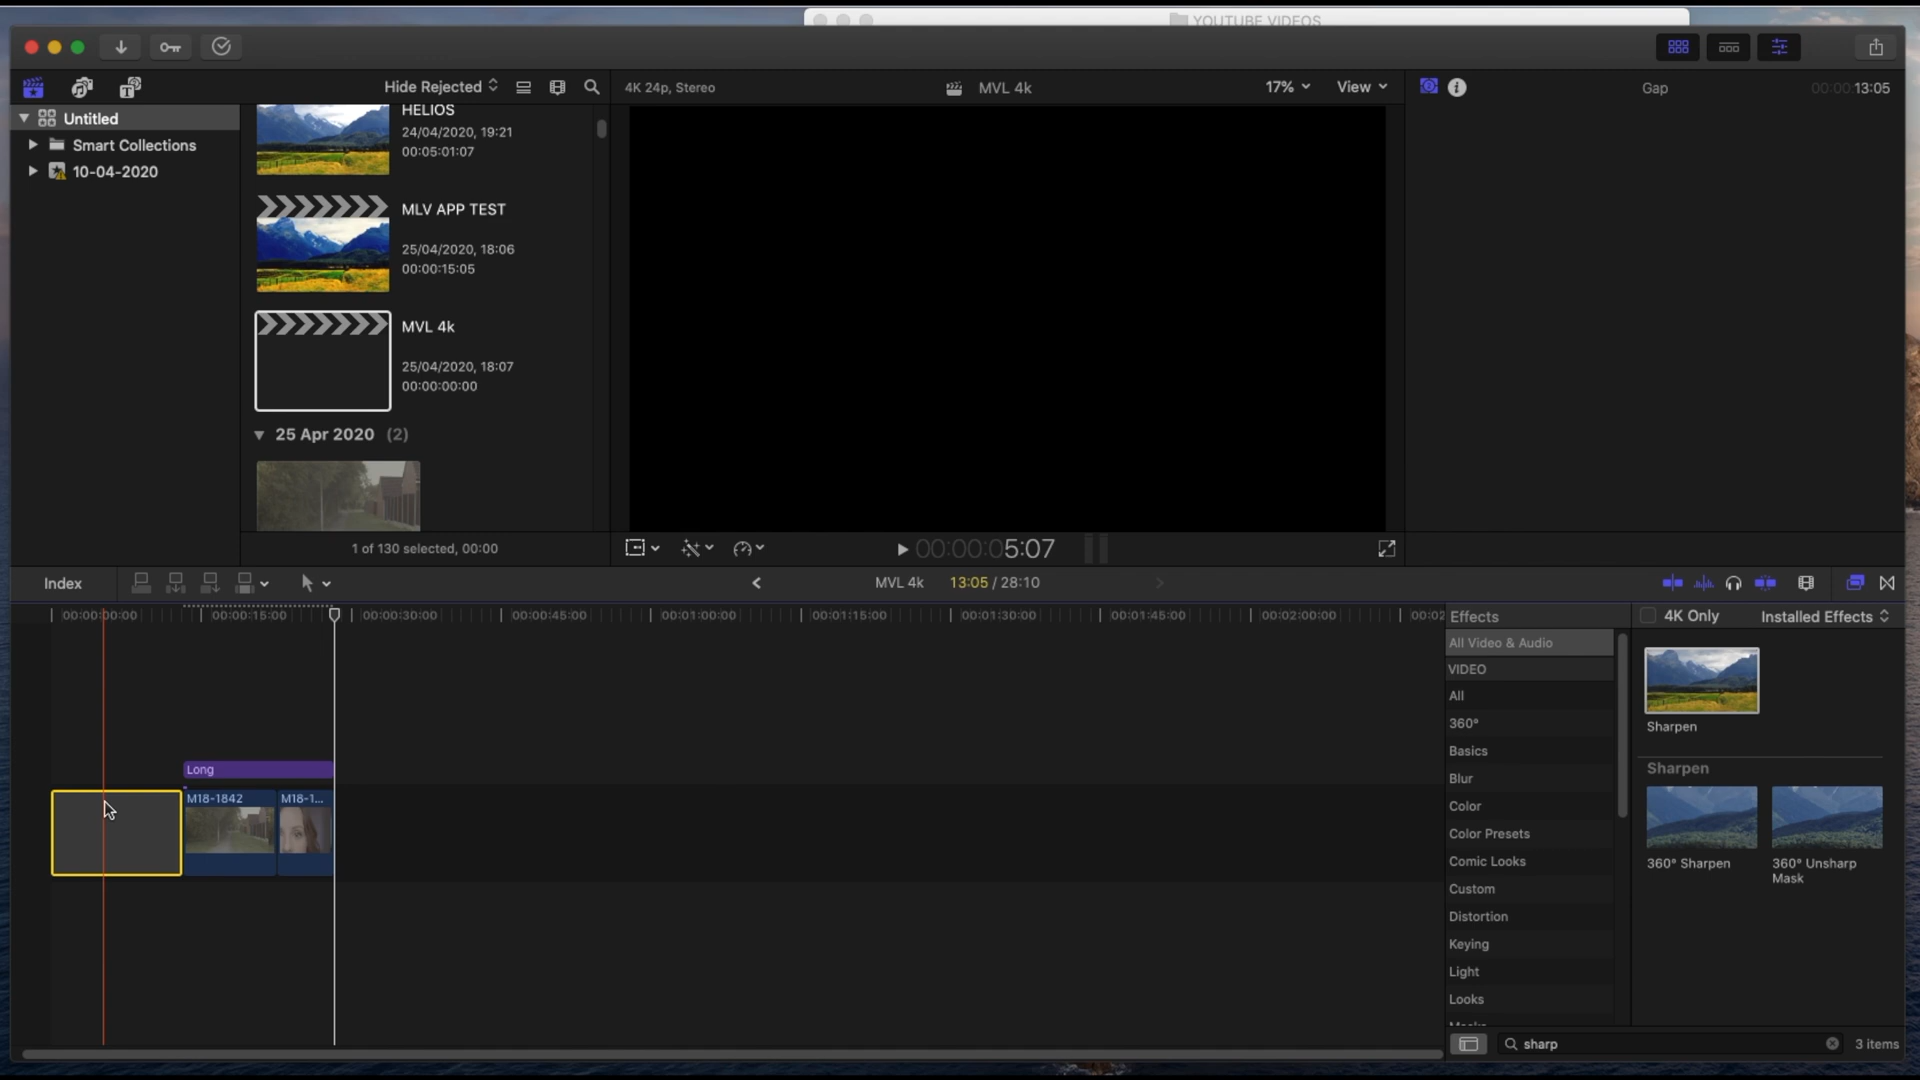 YOUTUBE VIDEOS
Hide Rejected
4K 24p, Stereo
MVL 4k
17%
View
Gap
00:00:13:05
Untitled
Smart Collections
10-04-2020
HELIOS
24/04/2020, 19:21
00:05:01:07
MLV APP TEST
25/04/2020, 18:06
00:00:15:05
MVL 4k
25/04/2020, 18:07
00:00:00:00
25 Apr 2020 (2)
1 of 130 selected, 00:00
00:00:05:07
Index
MVL 4k 13:05 / 28:10
00:00:00:00 00:00:15:00 00:00:30:00 00:00:45:00 00:01:00:00 00:01:15:00 00:01:30:00 00:01:45:00 00:02:00:00
Long
M18-1842
M18-1...
Effects
4K Only
Installed Effects
All Video & Audio
VIDEO
All
360°
Basics
Blur
Color
Color Presets
Comic Looks
Custom
Distortion
Keying
Light
Looks
Sharpen
Sharpen
360° Sharpen
360° Unsharp
Mask
sharp
3 items